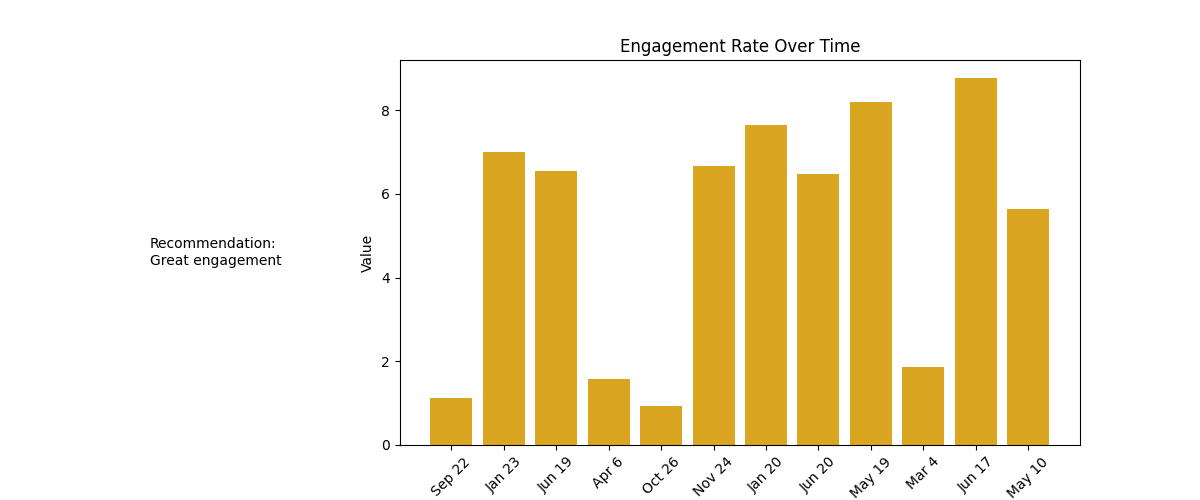 Engagement Rate Over Time
Recommendation:
Great engagement
Value
8
6
4
2
0
Sep 22
Jan 23
Jun 19
Apr 6
Oct 26
Nov 24
Jan 20
Jun 20
May 19
Mar 4
Jun 17
May 10